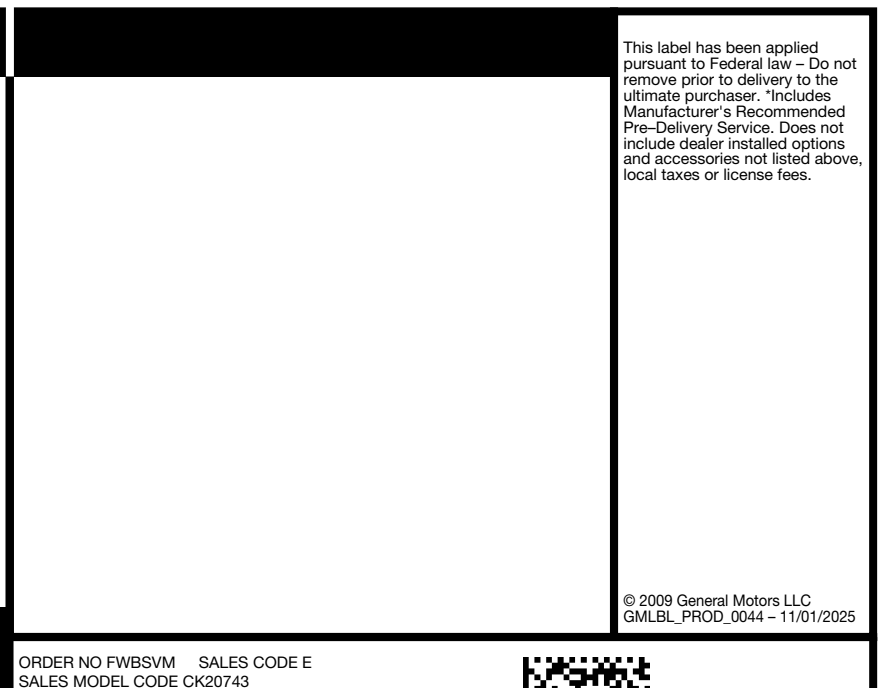 This label has been applied
pursuant to Federal law – Do not
remove prior to delivery to the
ultimate purchaser. *Includes
Manufacturer's Recommended
Pre–Delivery Service. Does not
include dealer installed options
and accessories not listed above,
local taxes or license fees.
© 2009 General Motors LLC
GMLBL_PROD_0044 – 11/01/2025
ORDER NO FWBSVM SALES CODE E
SALES MODEL CODE CK20743